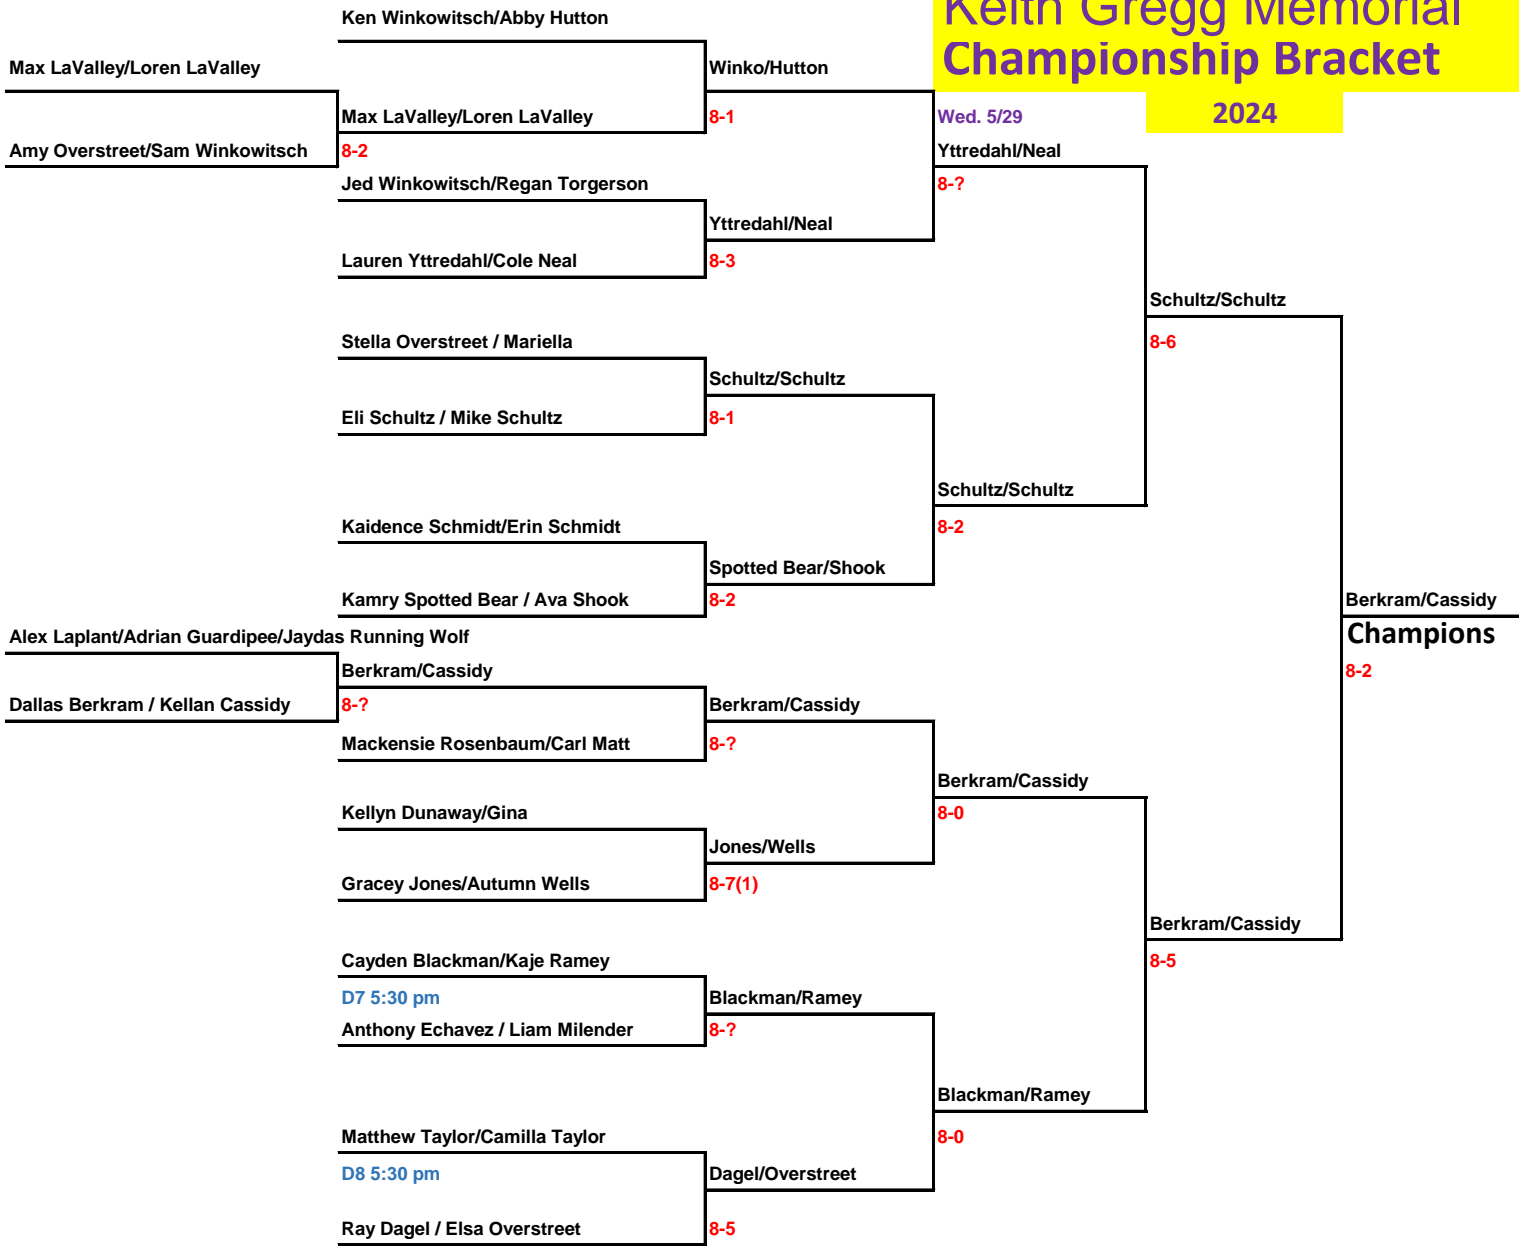 Keith Gregg Memorial
Championship Bracket
2024
Ken Winkowitsch/Abby Hutton
Max LaValley/Loren LaValley
Winko/Hutton
Max LaValley/Loren LaValley
8-1
Wed. 5/29
Amy Overstreet/Sam Winkowitsch
8-2
Yttredahl/Neal
Jed Winkowitsch/Regan Torgerson
8-?
Yttredahl/Neal
Lauren Yttredahl/Cole Neal
8-3
Schultz/Schultz
Stella Overstreet / Mariella
8-6
Schultz/Schultz
Eli Schultz / Mike Schultz
8-1
Schultz/Schultz
Kaidence Schmidt/Erin Schmidt
8-2
Spotted Bear/Shook
Kamry Spotted Bear / Ava Shook
8-2
Berkram/Cassidy
Alex Laplant/Adrian Guardipee/Jaydas Running Wolf
Champions
Berkram/Cassidy
8-2
Dallas Berkram / Kellan Cassidy
8-?
Berkram/Cassidy
Mackensie Rosenbaum/Carl Matt
8-?
Berkram/Cassidy
Kellyn Dunaway/Gina
8-0
Jones/Wells
Gracey Jones/Autumn Wells
8-7(1)
Berkram/Cassidy
Cayden Blackman/Kaje Ramey
8-5
D7 5:30 pm
Blackman/Ramey
Anthony Echavez / Liam Milender
8-?
Blackman/Ramey
Matthew Taylor/Camilla Taylor
8-0
D8 5:30 pm
Dagel/Overstreet
Ray Dagel / Elsa Overstreet
8-5